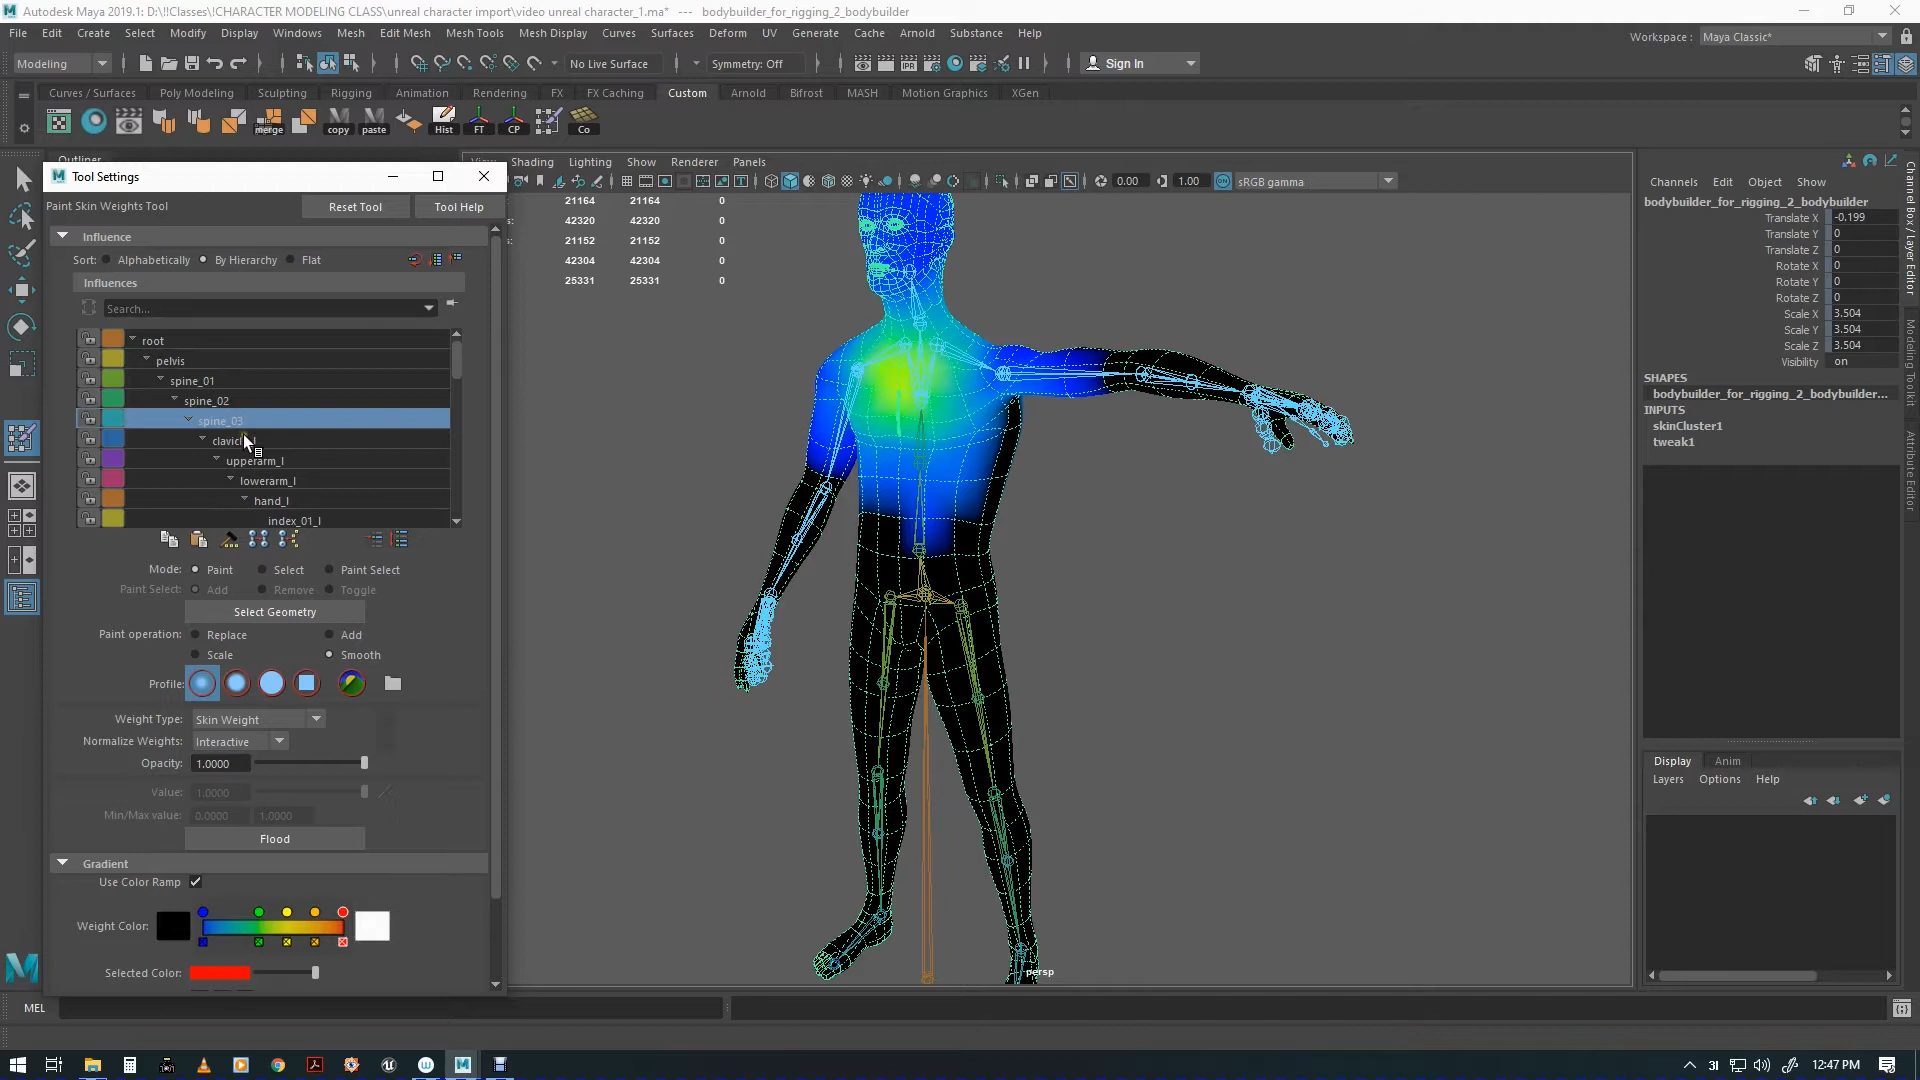 Autodesk Maya 2019.1: D:\!!Classes\!CHARACTER MODELING CLASS\unreal character import\video unreal character_1.ma*   ---   bodybuilder_for_rigging_2_bodybuilder
File Edit Create Select Modify Display Windows Mesh Edit Mesh Mesh Tools Mesh Display Curves Surfaces Deform UV Generate Cache Arnold Substance Help
Workspace : Maya Classic*
Modeling
No Live Surface
Symmetry: Off
IPR
Sign In
Curves / Surfaces Poly Modeling Sculpting Rigging Animation Rendering FX FX Caching Custom Arnold Bifrost MASH Motion Graphics XGen
merge copy paste Hist FT CP Co
Shading Lighting Show Renderer Panels
0.00 1.00 ON sRGB gamma
Tool Settings
Paint Skin Weights Tool
Reset Tool
Tool Help
Influence
Sort: Alphabetically By Hierarchy Flat
Influences
Search...
root
pelvis
spine_01
spine_02
spine_03
upperarm_l
lowerarm_l
hand_l
index_01_l
Mode: Paint Select Paint Select
Paint Select: Add Remove Toggle
Select Geometry
Paint operation: Replace Add
Scale Smooth
Profile:
Weight Type: Skin Weight
Normalize Weights: Interactive
Opacity: 1.0000
Value: 1.0000
Min/Max value: 0.0000 1.0000
Flood
Gradient
Use Color Ramp
Weight Color:
Selected Color:
21164 21164 0
42320 42320 0
21152 21152 0
42304 42304 0
25331 25331 0
persp
Channels Edit Object Show
bodybuilder_for_rigging_2_bodybuilder
Translate X -0.199
Translate Y 0
Translate Z 0
Rotate X 0
Rotate Y 0
Rotate Z 0
Scale X 3.504
Scale Y 3.504
Scale Z 3.504
Visibility on
SHAPES
bodybuilder_for_rigging_2_bodybuilder...
INPUTS
skinCluster1
tweak1
Display Anim
Layers Options Help
Channel Box / Layer Editor
Modeling Toolkit
Attribute Editor
MEL
12:47 PM